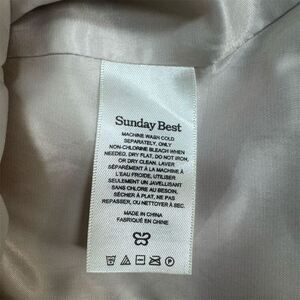 Sunday Best
MACHINE WASH COLD
SEPARATELY, ONLY
NON-CHLORINE BLEACH WHEN
NEEDED, DRY FLAT, DO NOT IRON,
OR DRY CLEAN. LAVER
SÉPARÉMENT À LA MACHINE À
L'EAU FROIDE, UTILISER
SEULEMENT UN JAVELLISANT
SANS CHLORE AU BESOIN,
SÉCHER À PLAT, NE PAS
REPASSER, OU NETTOYER À SEC.
MADE IN CHINA
FABRIQUÉ EN CHINE